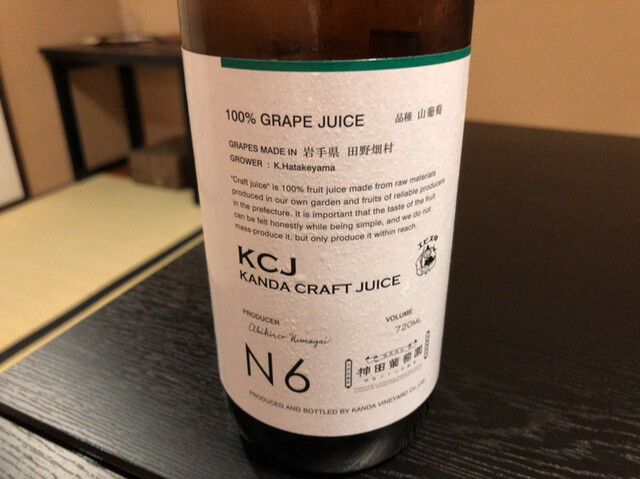 100% GRAPE JUICE
品種 山葡萄
GRAPES MADE IN 岩手県 田野畑村
GROWER : K.Hatakeyama
"Craft juice" is 100% fruit juice made from raw materials
produced in our own garden and fruits of reliable producers
in the prefecture. It is important that the taste of the fruit
can be felt honestly while being simple, and we do not
mass-produce it, but only produce it within reach.
KCJ
KANDA CRAFT JUICE
PRODUCER
VOLUME
720ML
N6
神田葡萄園
PRODUCED AND BOTTLED BY KANDA VINEYARD Co.,Ltd.